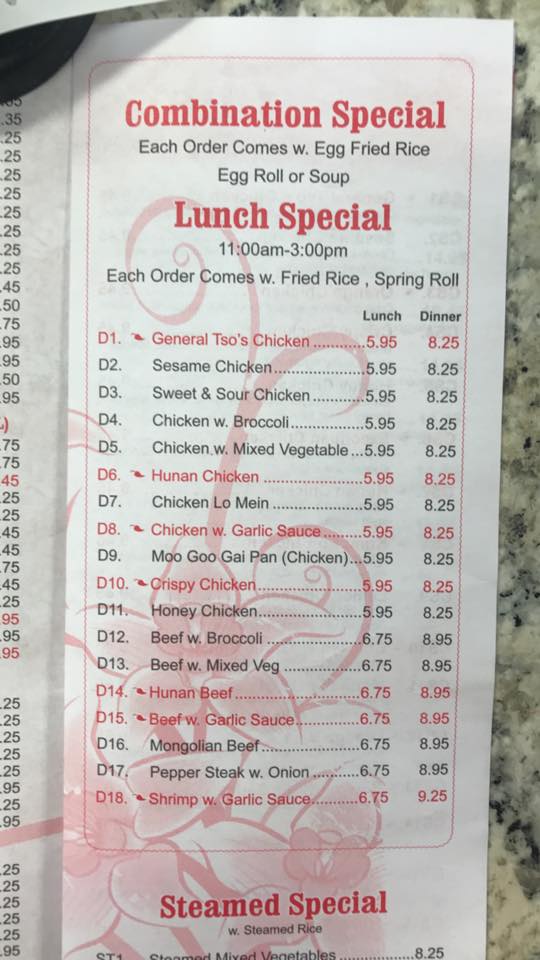 Combination Special
Each Order Comes w. Egg Fried Rice
Egg Roll or Soup
Lunch Special
11:00am-3:00pm
Each Order Comes w. Fried Rice , Spring Roll
Lunch Dinner
D1. General Tso's Chicken ............5.95 8.25
D2. Sesame Chicken......................5.95 8.25
D3. Sweet & Sour Chicken ............5.95 8.25
D4. Chicken w. Broccoli..................5.95 8.25
D5. Chicken w. Mixed Vegetable...5.95 8.25
D6. Hunan Chicken .......................5.95 8.25
D7. Chicken Lo Mein .....................5.95 8.25
D8. Chicken w. Garlic Sauce.........5.95 8.25
D9. Moo Goo Gai Pan (Chicken)...5.95 8.25
D10. Crispy Chicken.........................5.95 8.25
D11. Honey Chicken.........................5.95 8.25
D12. Beef w. Broccoli ......................6.75 8.95
D13. Beef w. Mixed Veg ..................6.75 8.95
D14. Hunan Beef.............................6.75 8.95
D15. Beef w. Garlic Sauce...............6.75 8.95
D16. Mongolian Beef.......................6.75 8.95
D17. Pepper Steak w. Onion ...........6.75 8.95
D18. Shrimp w. Garlic Sauce...........6.75 9.25
Steamed Special
w. Steamed Rice
ST1. Steamed Mixed Vegetables ..................8.25